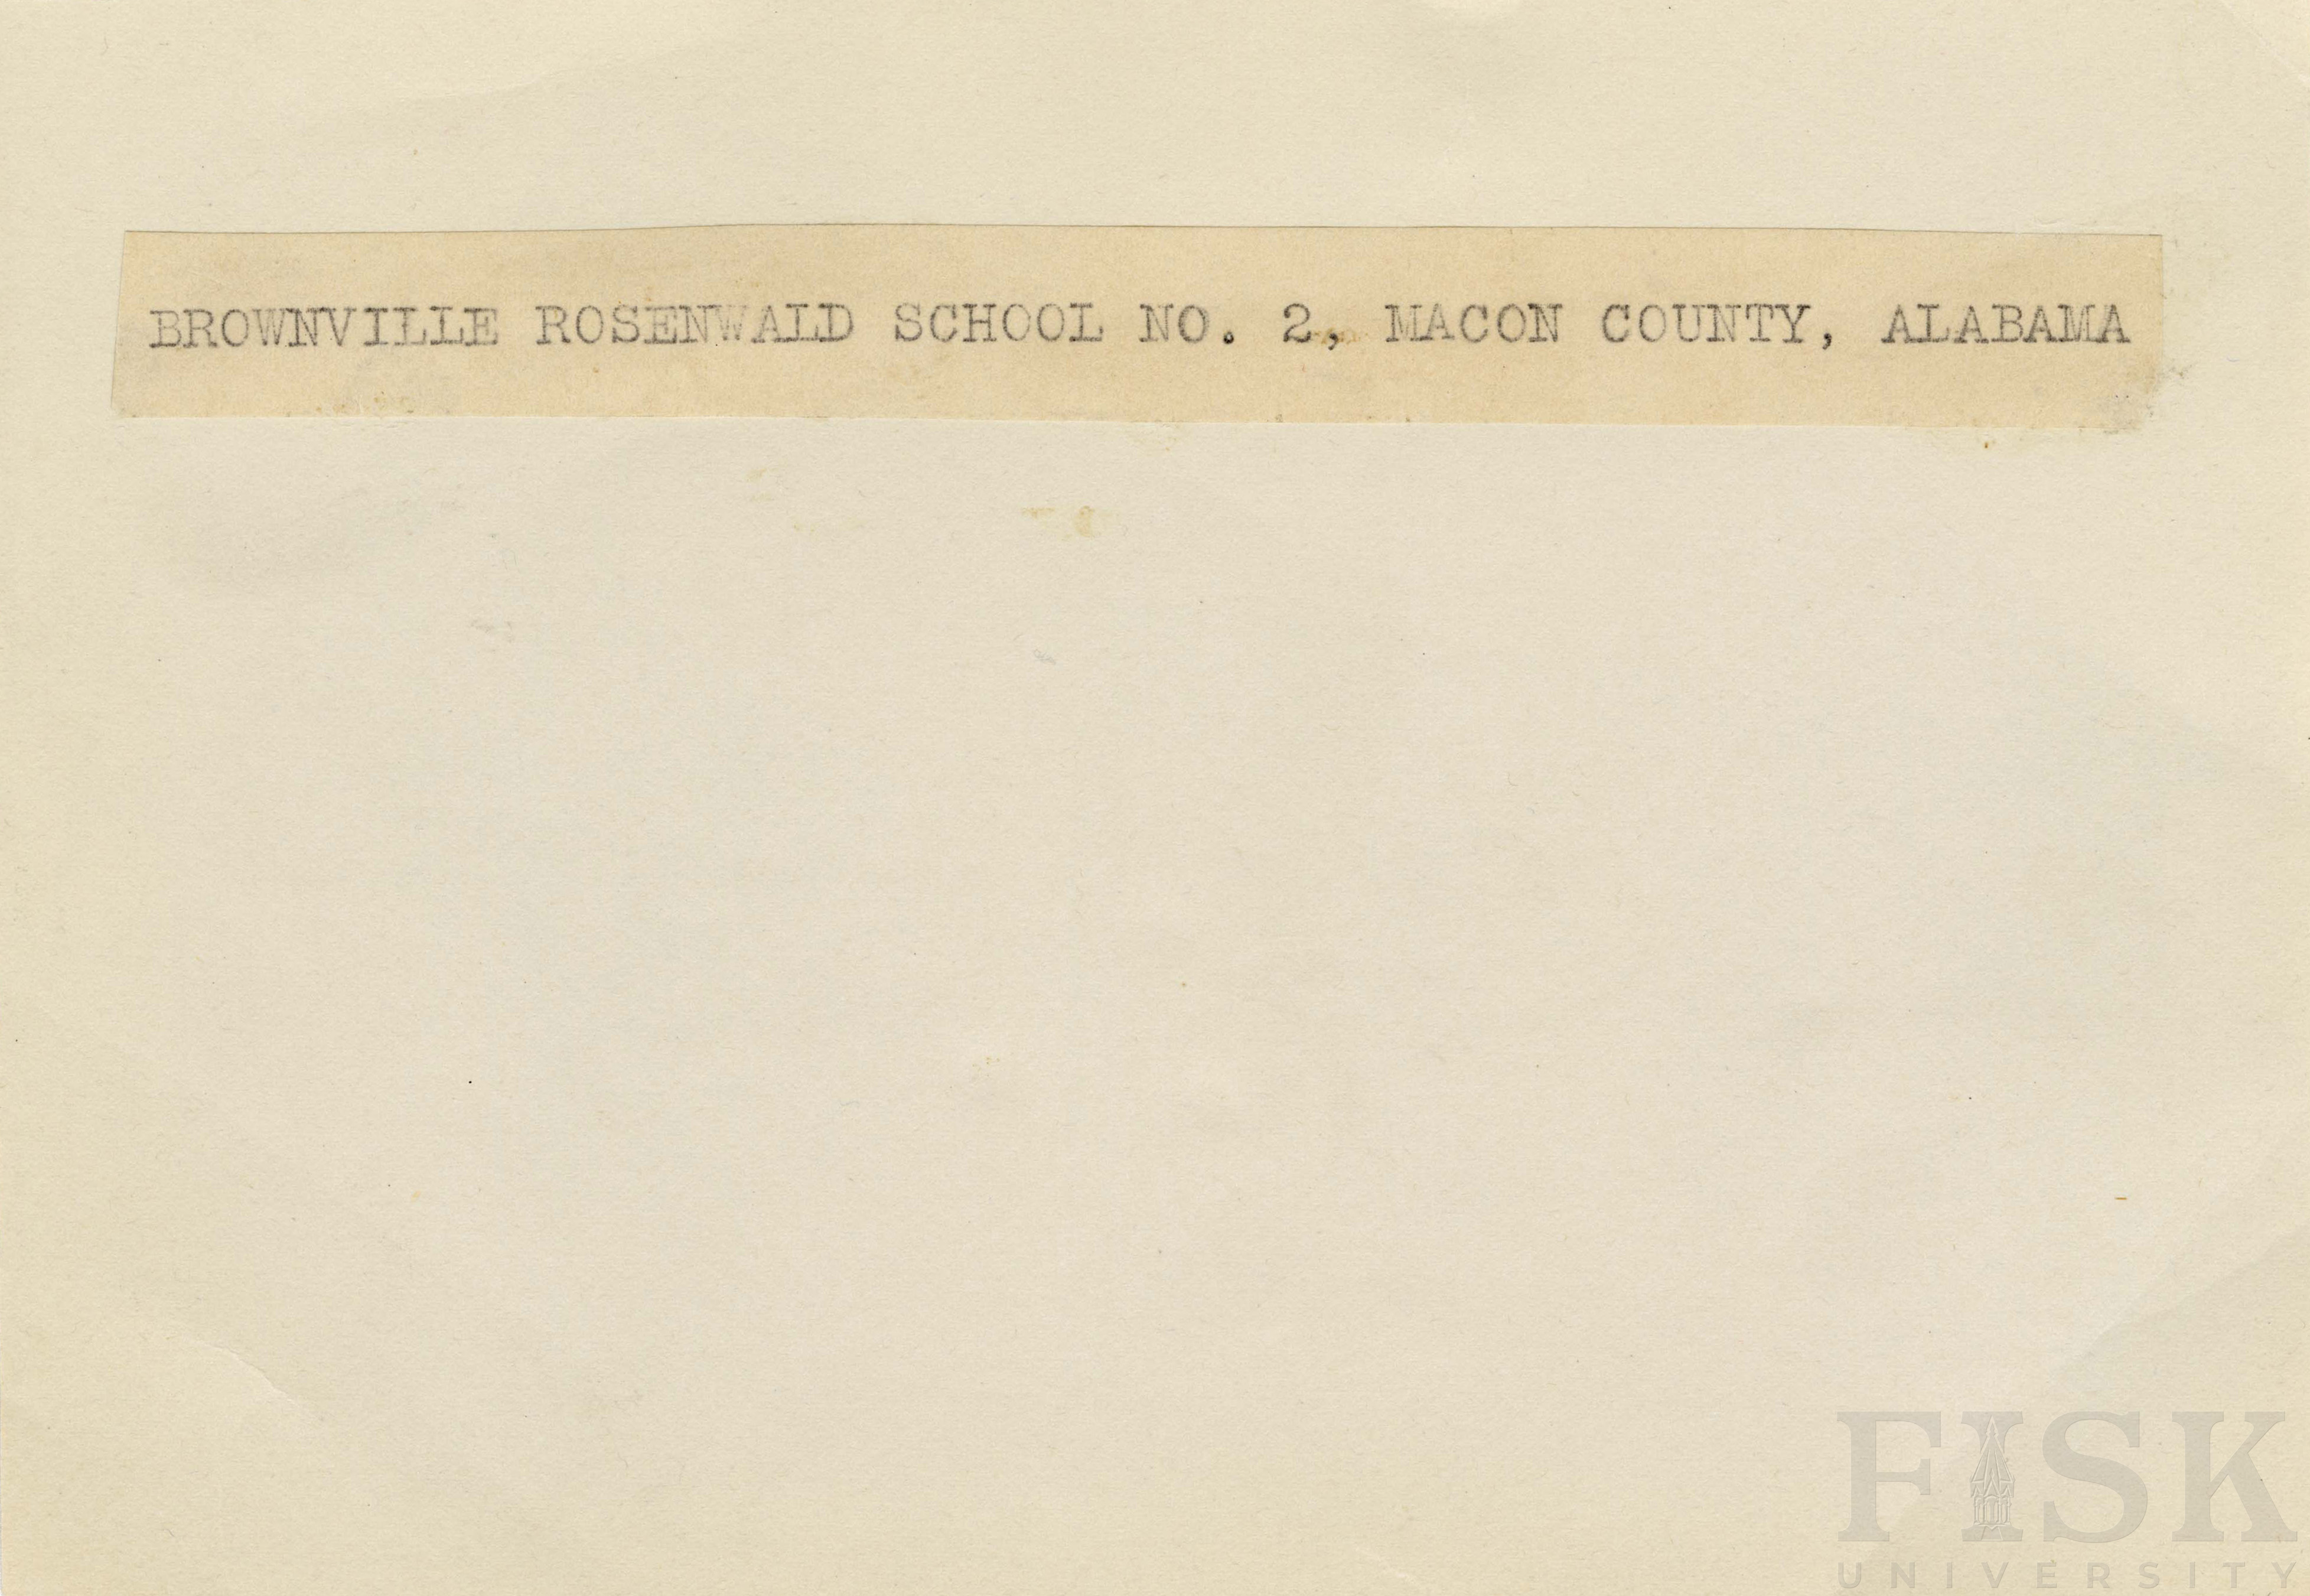 BROWNVILLE ROSENWALD SCHOOL NO. 2, MACON COUNTY, ALABAMA
FISK
UNIVERSITY